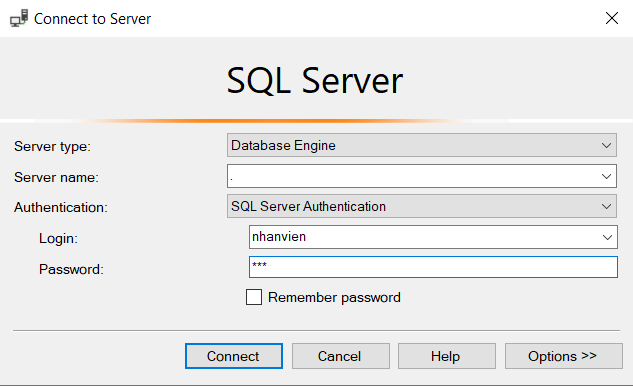 Connect to Server
SQL Server
Server type: Database Engine
Server name: .
Authentication: SQL Server Authentication
Login: nhanvien
Password: ***
Remember password
Connect Cancel Help Options >>